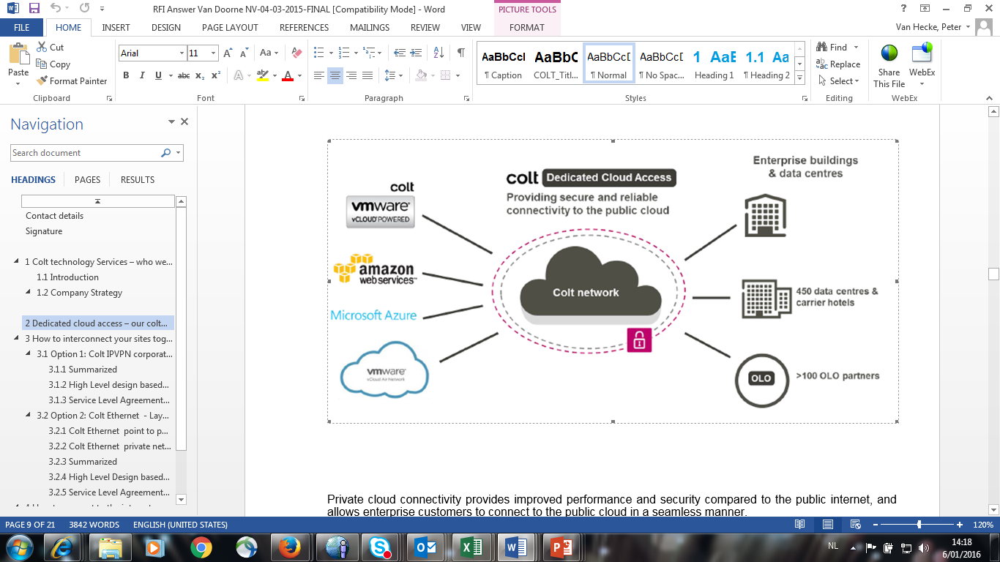 RFI Answer Van Doorne NV-04-03-2015-FINAL [Compatibility Mode] - Word
PICTURE TOOLS
FILE
HOME
INSERT
DESIGN
PAGE LAYOUT
REFERENCES
MAILINGS
REVIEW
VIEW
FORMAT
Van Hecke, Peter
Paste
Cut
Copy
Format Painter
Clipboard
Arial
11
Font
Paragraph
AaBbCcI
¶ Caption
AaBbC
COLT_Titl...
AaBbCcD
¶ Normal
AaBbCcD
¶ No Spac...
1 AaE
Heading 1
1.1 Aa
¶ Heading 2
Styles
Find
Replace
Select
Editing
Share
This File
WebEx
WebEx
Navigation
Search document
HEADINGS
PAGES
RESULTS
Contact details
Signature
1 Colt technology Services – who we...
1.1 Introduction
1.2 Company Strategy
2 Dedicated cloud access – our colt...
3 How to interconnect your sites tog...
3.1 Option 1: Colt IPVPN corporat...
3.1.1 Summarized
3.1.2 High Level design based...
3.1.3 Service Level Agreement...
3.2 Option 2: Colt Ethernet - Lay...
3.2.1 Colt Ethernet point to p...
3.2.2 Colt Ethernet private net...
3.2.3 Summarized
3.2.4 High Level Design based...
3.2.5 Service Level Agreement...
colt
vmware
vCLOUD POWERED
amazon
web services™
Microsoft Azure
vmware
vCloud Air Network
colt Dedicated Cloud Access
Providing secure and reliable
connectivity to the public cloud
Colt network
Enterprise buildings
& data centres
450 data centres &
carrier hotels
OLO
>100 OLO partners
Private cloud connectivity provides improved performance and security compared to the public internet, and
allows enterprise customers to connect to the public cloud in a seamless manner.
PAGE 9 OF 21
3842 WORDS
ENGLISH (UNITED STATES)
120%
NL
14:18
6/01/2016